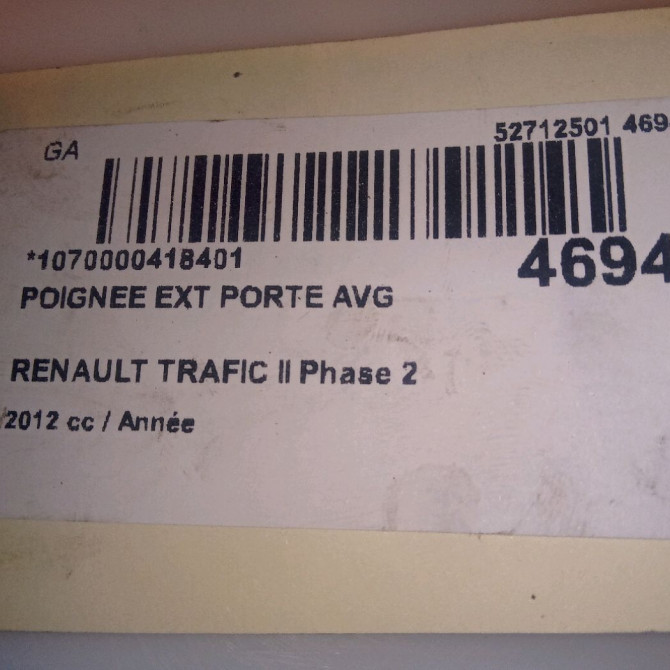 GA
52712501 469
*1070000418401
4694
POIGNEE EXT PORTE AVG
RENAULT TRAFIC II Phase 2
2012 cc / Année